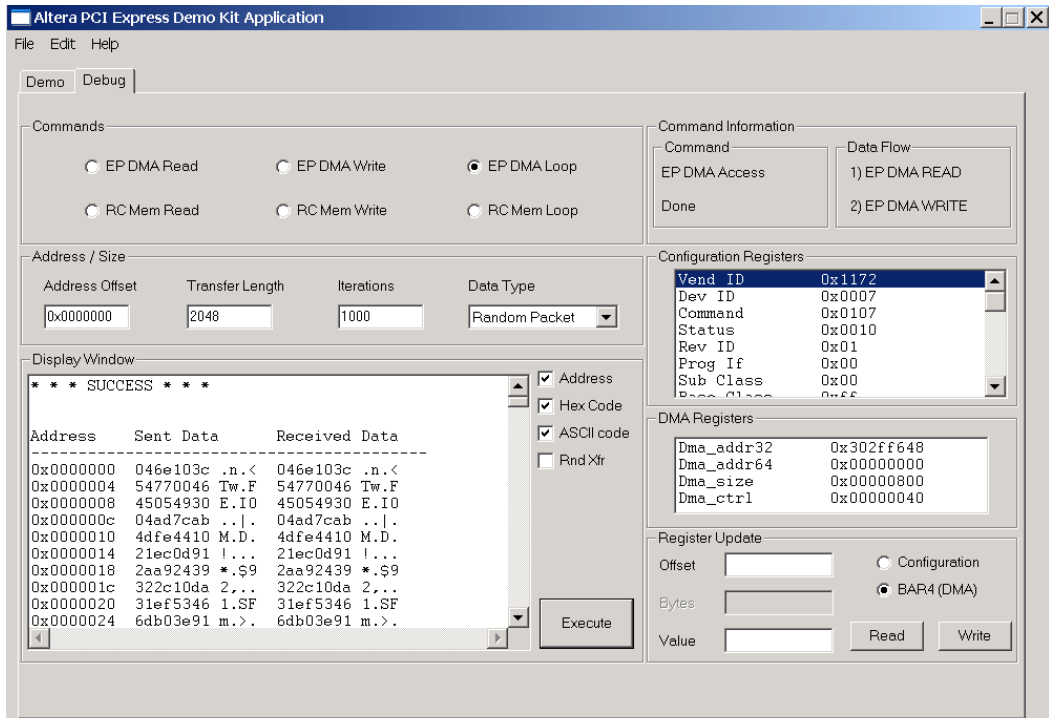 Altera PCI Express Demo Kit Application
File Edit Help
Demo Debug
Commands
EP DMA Read EP DMA Write EP DMA Loop
RC Mem Read RC Mem Write RC Mem Loop
Command Information
Command
EP DMA Access
Done
Data Flow
1) EP DMA READ
2) EP DMA WRITE
Address / Size
Address Offset Transfer Length Iterations Data Type
0x0000000 2048 1000 Random Packet
Configuration Registers
Vend ID 0x1172
Dev ID 0x0007
Command 0x0107
Status 0x0010
Rev ID 0x01
Prog If 0x00
Sub Class 0x00
Base Class 0xff
Display Window
* * * SUCCESS * * *
Address Sent Data Received Data
----------------------------------------
0x0000000 046e103c .n.< 046e103c .n.<
0x0000004 54770046 Tw.F 54770046 Tw.F
0x0000008 45054930 E.I0 45054930 E.I0
0x000000c 04ad7cab ..|. 04ad7cab ..|.
0x0000010 4dfe4410 M.D. 4dfe4410 M.D.
0x0000014 21ec0d91 !... 21ec0d91 !...
0x0000018 2aa92439 *.$9 2aa92439 *.$9
0x000001c 322c10da 2,.. 322c10da 2,..
0x0000020 31ef5346 1.SF 31ef5346 1.SF
0x0000024 6db03e91 m.>. 6db03e91 m.>.
Address
Hex Code
ASCII code
Rnd Xfr
Execute
DMA Registers
Dma_addr32 0x302ff648
Dma_addr64 0x00000000
Dma_size 0x00000800
Dma_ctrl 0x00000040
Register Update
Offset Configuration
Bytes BAR4 (DMA)
Value Read Write